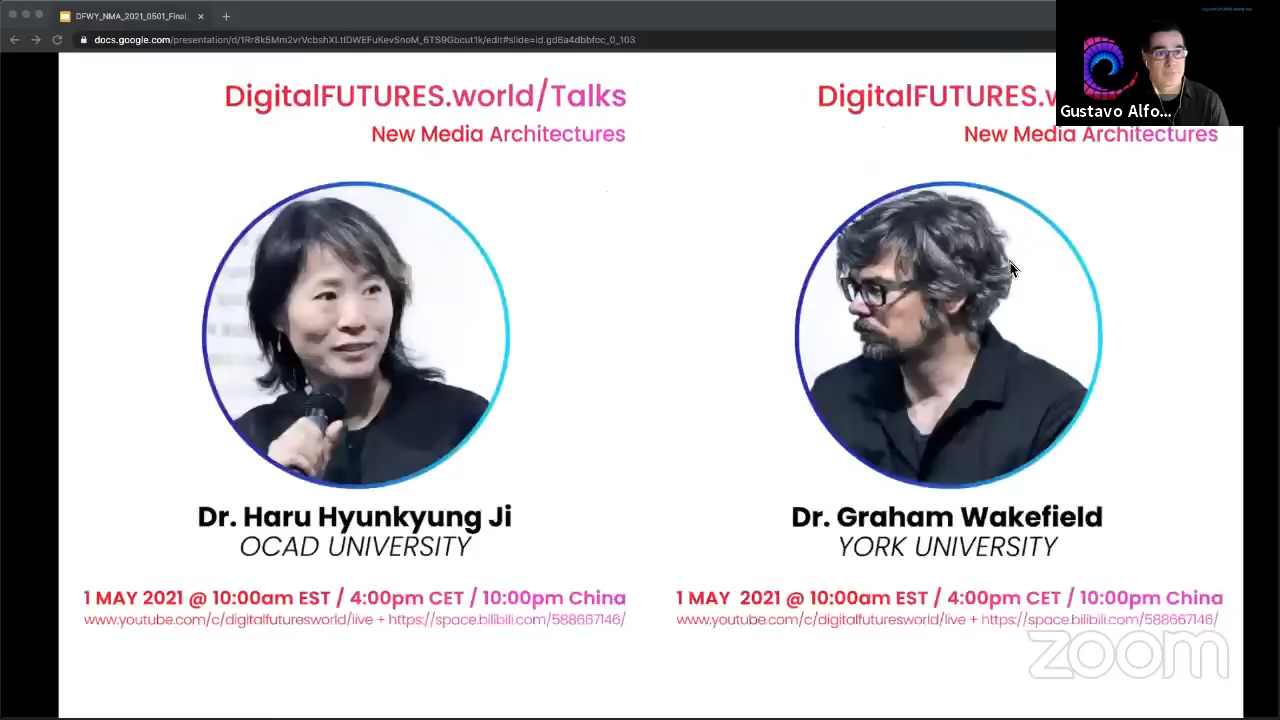 DFWY_NMA_2021_0501_Final_
docs.google.com/presentation/d/1Rr8k5Mm2vrVcbshXLtIDWEFuKevSnoM_6TS9Gbcut1k/edit#slide=id.gd6a4dbbfcc_0_103
Gustavo Alfo...
DigitalFUTURES.world/Talks
New Media Architectures
Dr. Haru Hyunkyung Ji
OCAD UNIVERSITY
1 MAY 2021 @ 10:00am EST / 4:00pm CET / 10:00pm China
www.youtube.com/c/digitalfuturesworld/live + https://space.bilibili.com/588667146/
DigitalFUTURES.w
New Media Architectures
Dr. Graham Wakefield
YORK UNIVERSITY
1 MAY 2021 @ 10:00am EST / 4:00pm CET / 10:00pm China
www.youtube.com/c/digitalfuturesworld/live + https://space.bilibili.com/588667146/
zoom